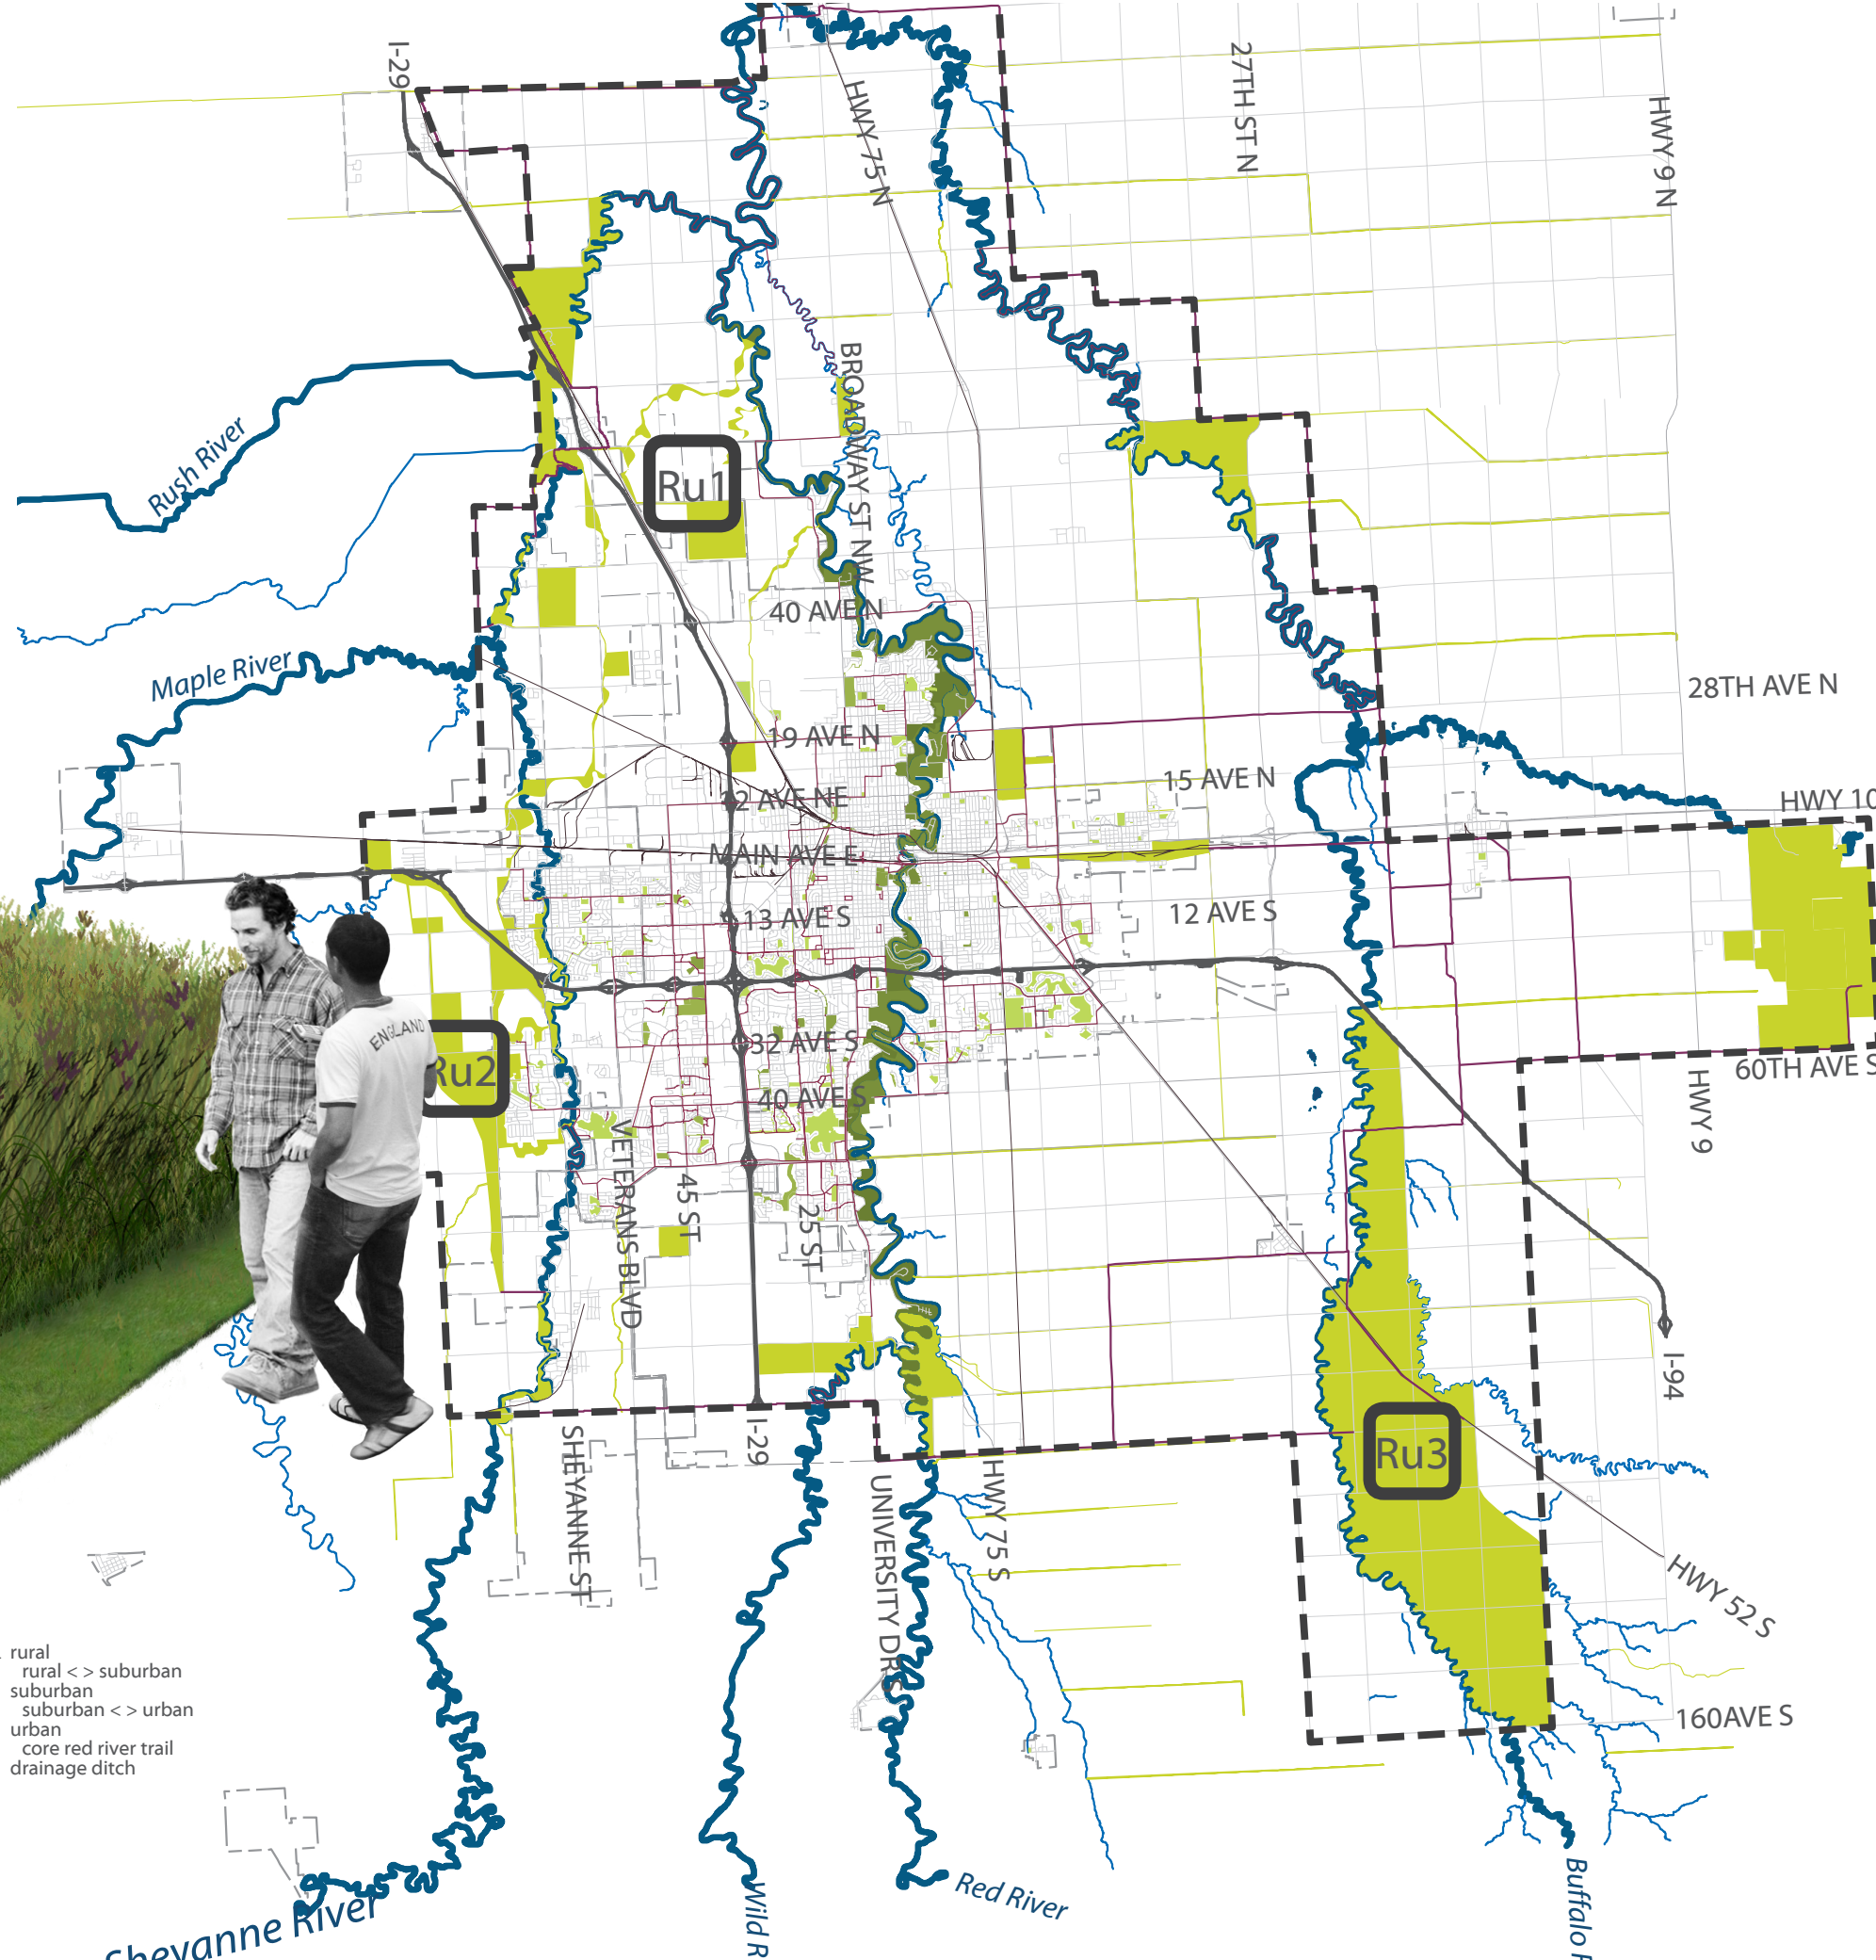 I-29
27TH ST N
HWY 75 N
HWY 9 N
Rush River
BROADWAY ST NW
Ru1
40 AVE N
Maple River
28TH AVE N
19 AVE N
15 AVE N
12 AVE NE
HWY 10
MAIN AVE E
13 AVE S
12 AVE S
ENGLAND
32 AVE S
Ru2
60TH AVE S
HWY 9
40 AVE S
VETERANS BLVD
45 ST
25 ST
I-94
I-29
SHEYANNE ST
Ru3
UNIVERSITY DR S
HWY 75 S
HWY 52 S
rural
rural < > suburban
suburban
suburban < > urban
urban
core red river trail
drainage ditch
160AVE S
Red River
Wild R
Buffalo
Sheyanne River